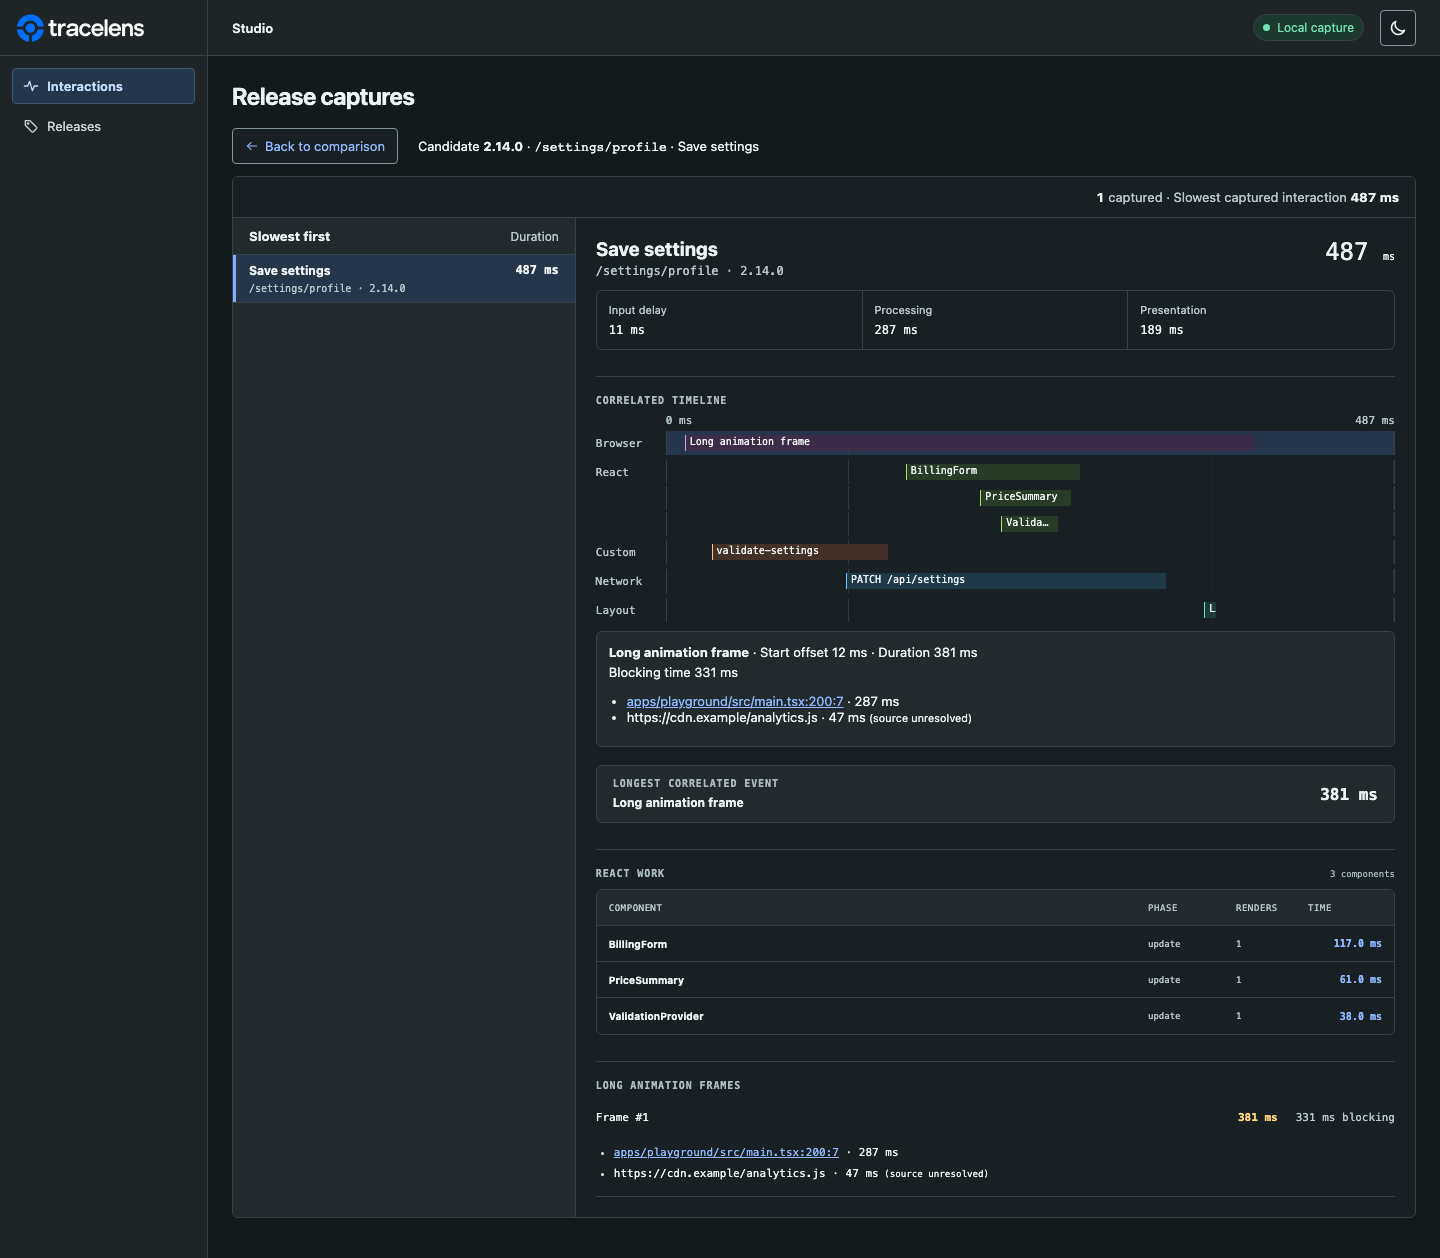 tracelens
Studio
Local capture
Interactions
Releases
Release captures
← Back to comparison
Candidate 2.14.0 · /settings/profile · Save settings
1 captured · Slowest captured interaction 487 ms
Slowest first Duration
Save settings 487 ms
/settings/profile · 2.14.0
Save settings 487 ms
/settings/profile · 2.14.0
Input delay Processing Presentation
11 ms 287 ms 189 ms
CORRELATED TIMELINE
0 ms 487 ms
Browser Long animation frame
React BillingForm
PriceSummary
Valida…
Custom validate-settings
Network PATCH /api/settings
Layout L
Long animation frame · Start offset 12 ms · Duration 381 ms
Blocking time 331 ms
• apps/playground/src/main.tsx:200:7 · 287 ms
• https://cdn.example/analytics.js · 47 ms (source unresolved)
LONGEST CORRELATED EVENT
Long animation frame 381 ms
REACT WORK 3 components
COMPONENT PHASE RENDERS TIME
BillingForm update 1 117.0 ms
PriceSummary update 1 61.0 ms
ValidationProvider update 1 38.0 ms
LONG ANIMATION FRAMES
Frame #1 381 ms 331 ms blocking
• apps/playground/src/main.tsx:200:7 · 287 ms
• https://cdn.example/analytics.js · 47 ms (source unresolved)